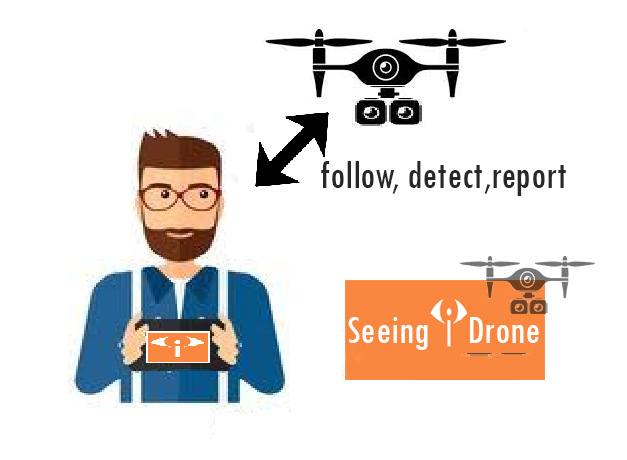 follow, detect,report
Seeing i Drone
i